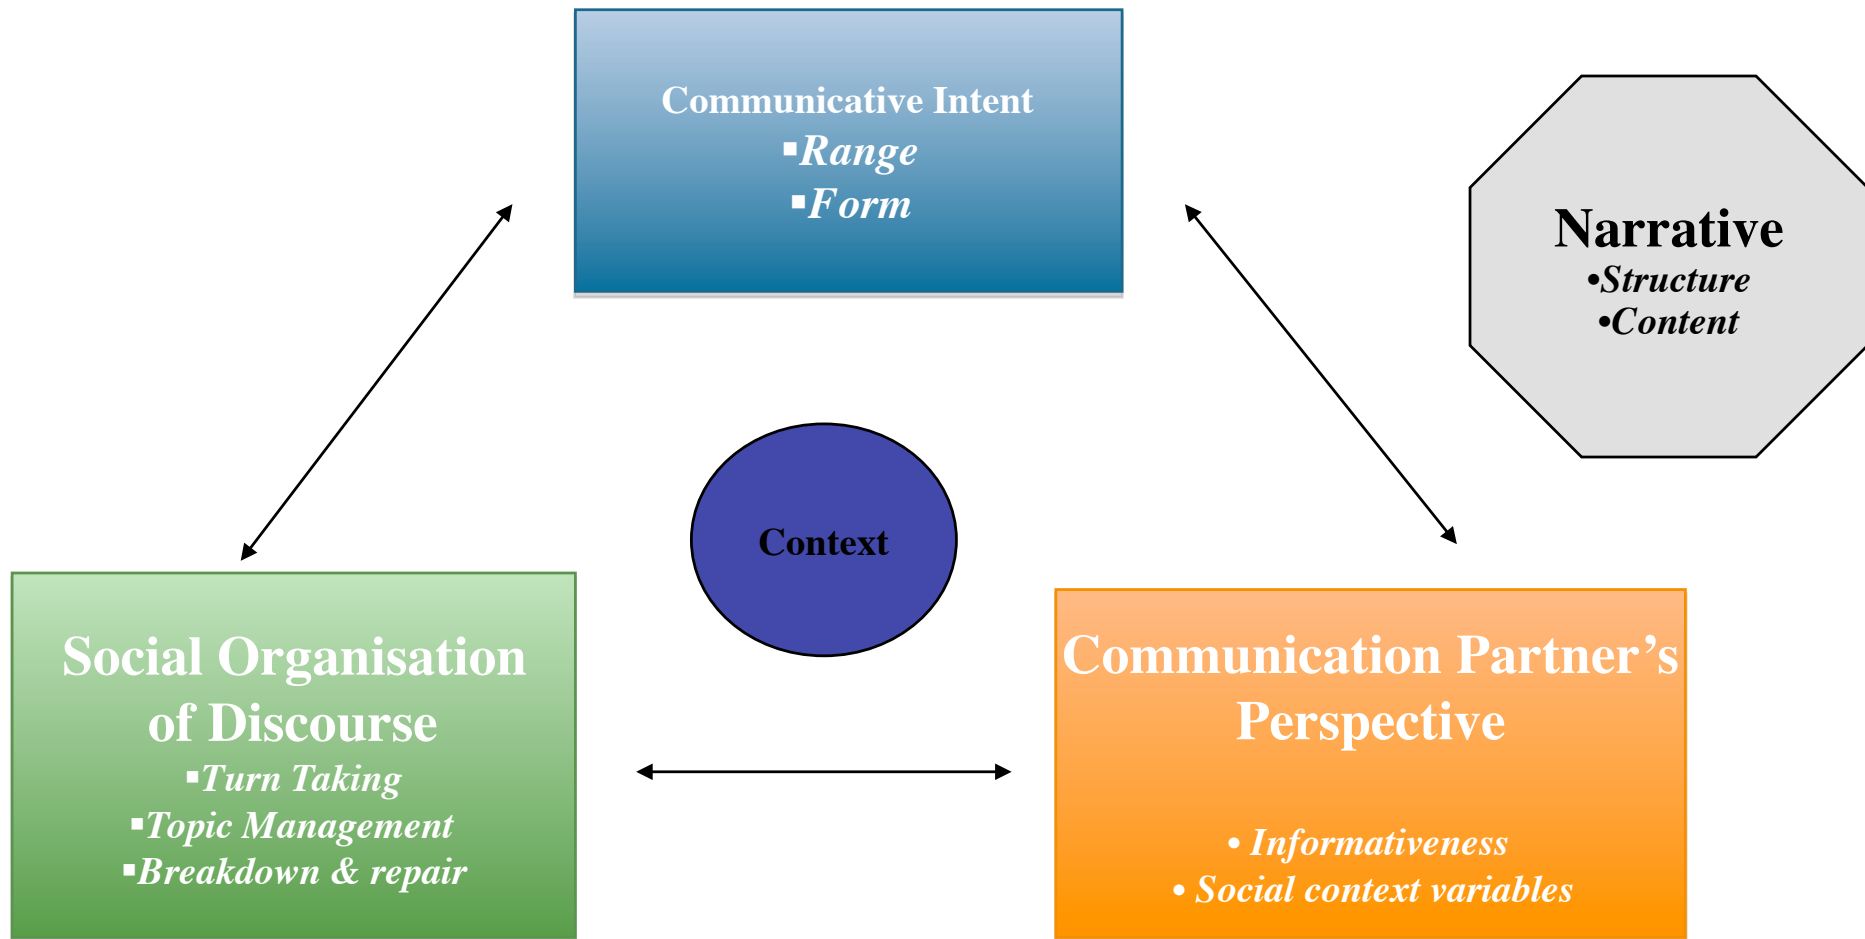 Communicative Intent
▪Range
▪Form
Narrative
•Structure
•Content
Context
Social Organisation
of Discourse
▪Turn Taking
▪Topic Management
▪Breakdown & repair
Communication Partner’s
Perspective
• Informativeness
• Social context variables